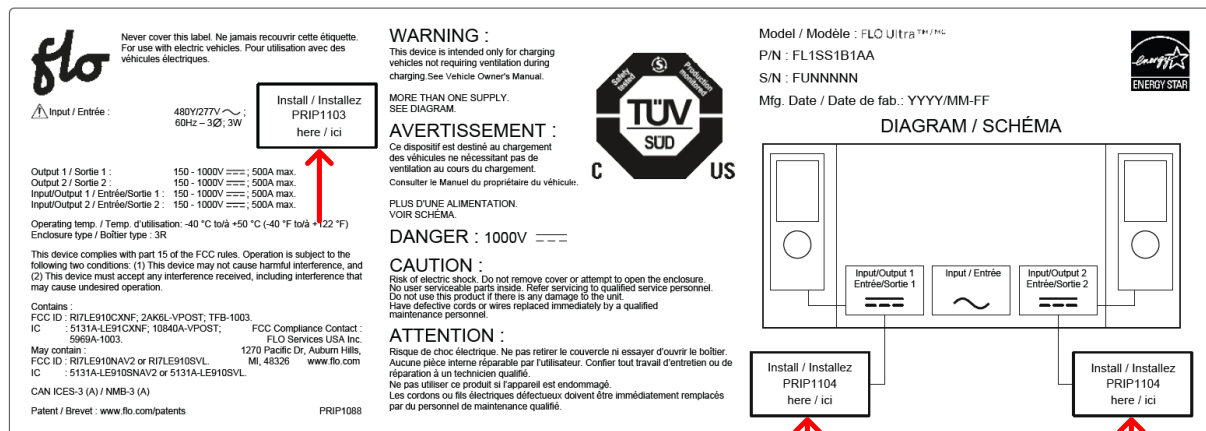 flo
Never cover this label. Ne jamais recouvrir cette étiquette.
For use with electric vehicles. Pour utilisation avec des
véhicules électriques.
Input / Entrée :
480Y/277V ;
60Hz – 3Ø; 3W
Install / Installez
PRIP1103
here / ici
Output 1 / Sortie 1 : 150 - 1000V ; 500A max.
Output 2 / Sortie 2 : 150 - 1000V ; 500A max.
Input/Output 1 / Entrée/Sortie 1 : 150 - 1000V ; 500A max.
Input/Output 2 / Entrée/Sortie 2 : 150 - 1000V ; 500A max.
Operating temp. / Temp. d'utilisation: -40 °C to/à +50 °C (-40 °F to/à +122 °F)
Enclosure type / Boîtier type : 3R
This device complies with part 15 of the FCC rules. Operation is subject to the
following two conditions: (1) This device may not cause harmful interference, and
(2) This device must accept any interference received, including interference that
may cause undesired operation.
Contains :
FCC ID : RI7LE910CXNF; 2AK6L-VPOST; TFB-1003.
IC : 5131A-LE91CXNF; 10840A-VPOST;
5969A-1003.
May contain :
FCC ID : RI7LE910NAV2 or RI7LE910SVL.
IC : 5131A-LE910SNAV2 or 5131A-LE910SVL.
FCC Compliance Contact :
FLO Services USA Inc.
1270 Pacific Dr, Auburn Hills,
MI, 48326 www.flo.com
CAN ICES-3 (A) / NMB-3 (A)
Patent / Brevet : www.flo.com/patents
PRIP1088
WARNING :
This device is intended only for charging
vehicles not requiring ventilation during
charging.See Vehicle Owner's Manual.
MORE THAN ONE SUPPLY.
SEE DIAGRAM.
AVERTISSEMENT :
Ce dispositif est destiné au chargement
des véhicules ne nécessitant pas de
ventilation au cours du chargement.
Consulter le Manuel du propriétaire du véhicule.
PLUS D'UNE ALIMENTATION.
VOIR SCHÉMA.
DANGER : 1000V
CAUTION :
Risk of electric shock. Do not remove cover or attempt to open the enclosure.
No user serviceable parts inside. Refer servicing to qualified service personnel.
Do not use this product if there is any damage to the unit.
Have defective cords or wires replaced immediately by a qualified
maintenance personnel.
ATTENTION :
Risque de choc électrique. Ne pas retirer le couvercle ni essayer d'ouvrir le boîtier.
Aucune pièce interne réparable par l'utilisateur. Confier tout travail d'entretien ou de
réparation à un technicien qualifié.
Ne pas utiliser ce produit si l'appareil est endommagé.
Les cordons ou fils électriques défectueux doivent être immédiatement remplacés
par du personnel de maintenance qualifié.
Safety
tested
S
Production
monitored
TÜV
SÜD
C
US
Model / Modèle : FLO Ultra™/MC
P/N : FL1SS1B1AA
S/N : FUNNNNN
Mfg. Date / Date de fab.: YYYY/MM-FF
energy
ENERGY STAR
DIAGRAM / SCHÉMA
Input/Output 1
Entrée/Sortie 1
Input / Entrée
Input/Output 2
Entrée/Sortie 2
Install / Installez
PRIP1104
here / ici
Install / Installez
PRIP1104
here / ici